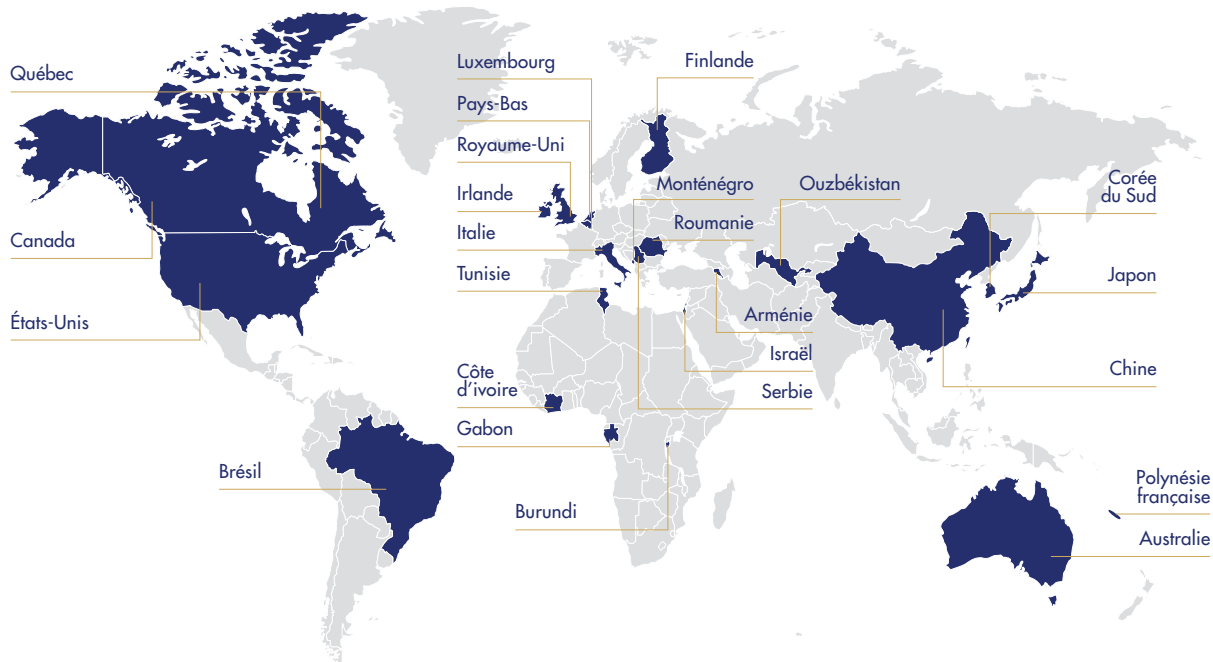 Québec
Canada
États-Unis
Brésil
Luxembourg
Pays-Bas
Royaume-Uni
Irlande
Italie
Tunisie
Côte
d’ivoire
Gabon
Burundi
Finlande
Monténégro
Roumanie
Ouzbékistan
Arménie
Israël
Serbie
Corée
du Sud
Japon
Chine
Polynésie
française
Australie